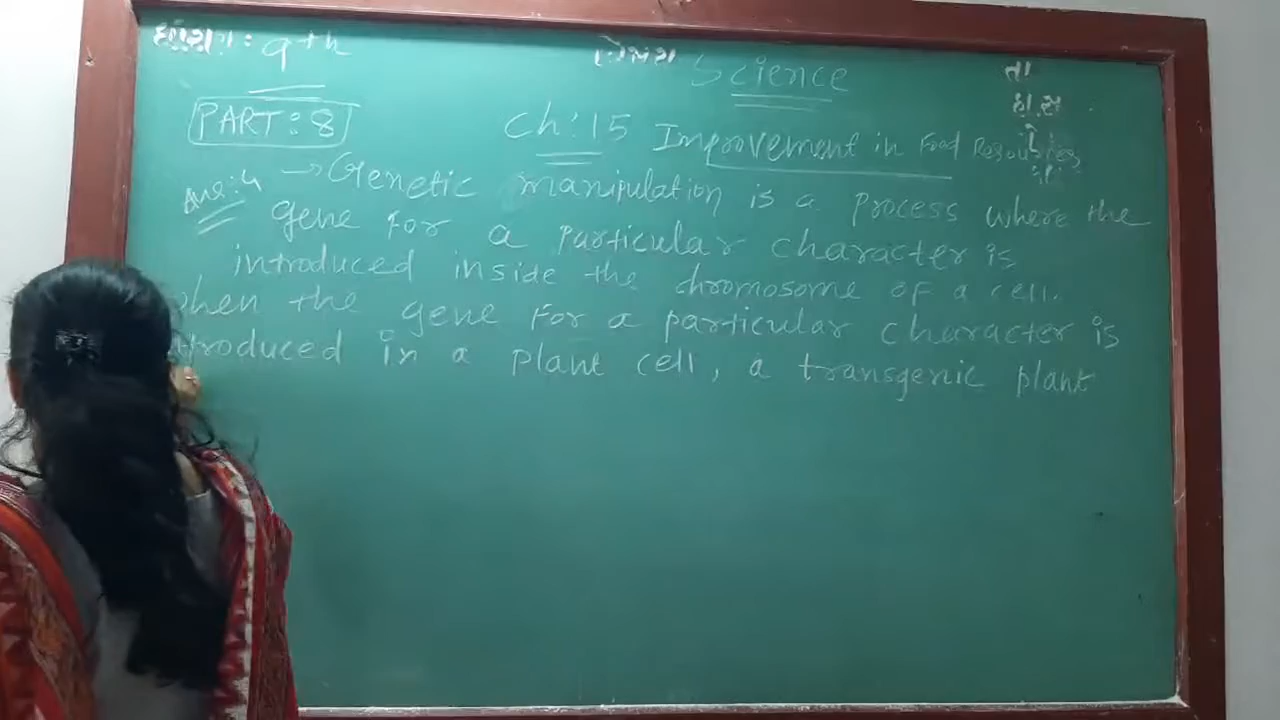 ધોરણ : 9th
વિષય Science
તા
PART:8
Ch:15 Improvement in Food Resources
Ans:4 → Genetic manipulation is a process where the
gene for a particular character is
introduced inside the chromosome of a cell.
when the gene for a particular character is
introduced in a plant cell, a transgenic plant